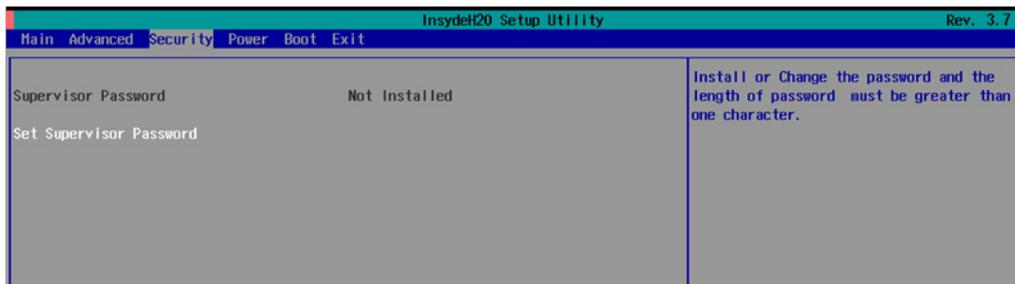 InsydeH20 Setup Utility Rev. 3.7
Main Advanced Security Power Boot Exit
Supervisor Password Not Installed
Set Supervisor Password
Install or Change the password and the
length of password must be greater than
one character.